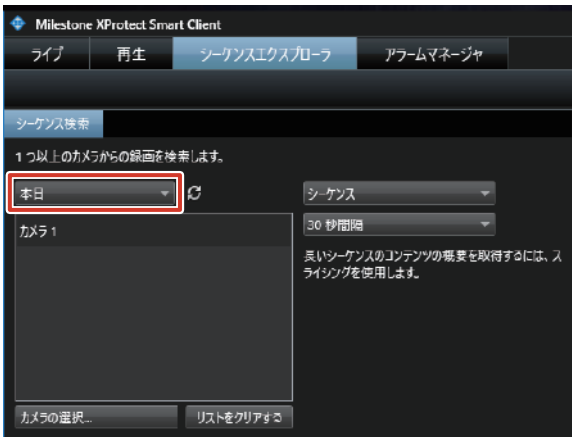 Milestone XProtect Smart Client
ライブ 再生 シーケンスエクスプローラ アラームマネージャ
シーケンス検索
1 つ以上のカメラからの録画を検索します。
本日
シーケンス
カメラ 1
30 秒間隔
長いシーケンスのコンテンツの概要を取得するには、ス
ライシングを使用します。
カメラの選択...
リストをクリアする